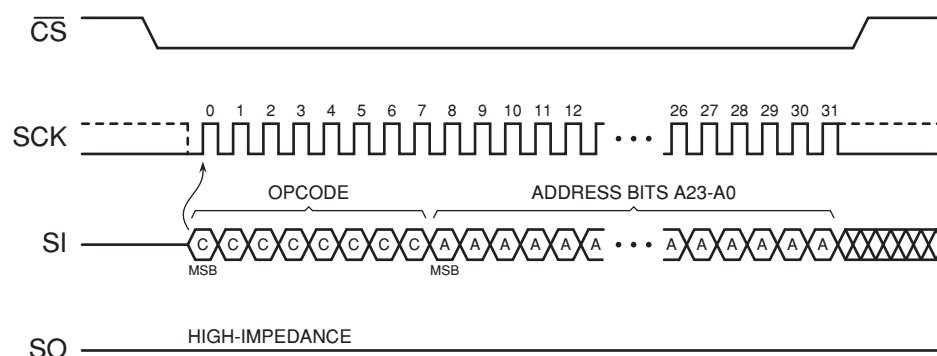 CS
0 1 2 3 4 5 6 7 8 9 10 11 12 26 27 28 29 30 31
SCK
OPCODE ADDRESS BITS A23-A0
SI C C C C C C C C A A A A A A A A A A A A
MSB MSB
HIGH-IMPEDANCE
SO